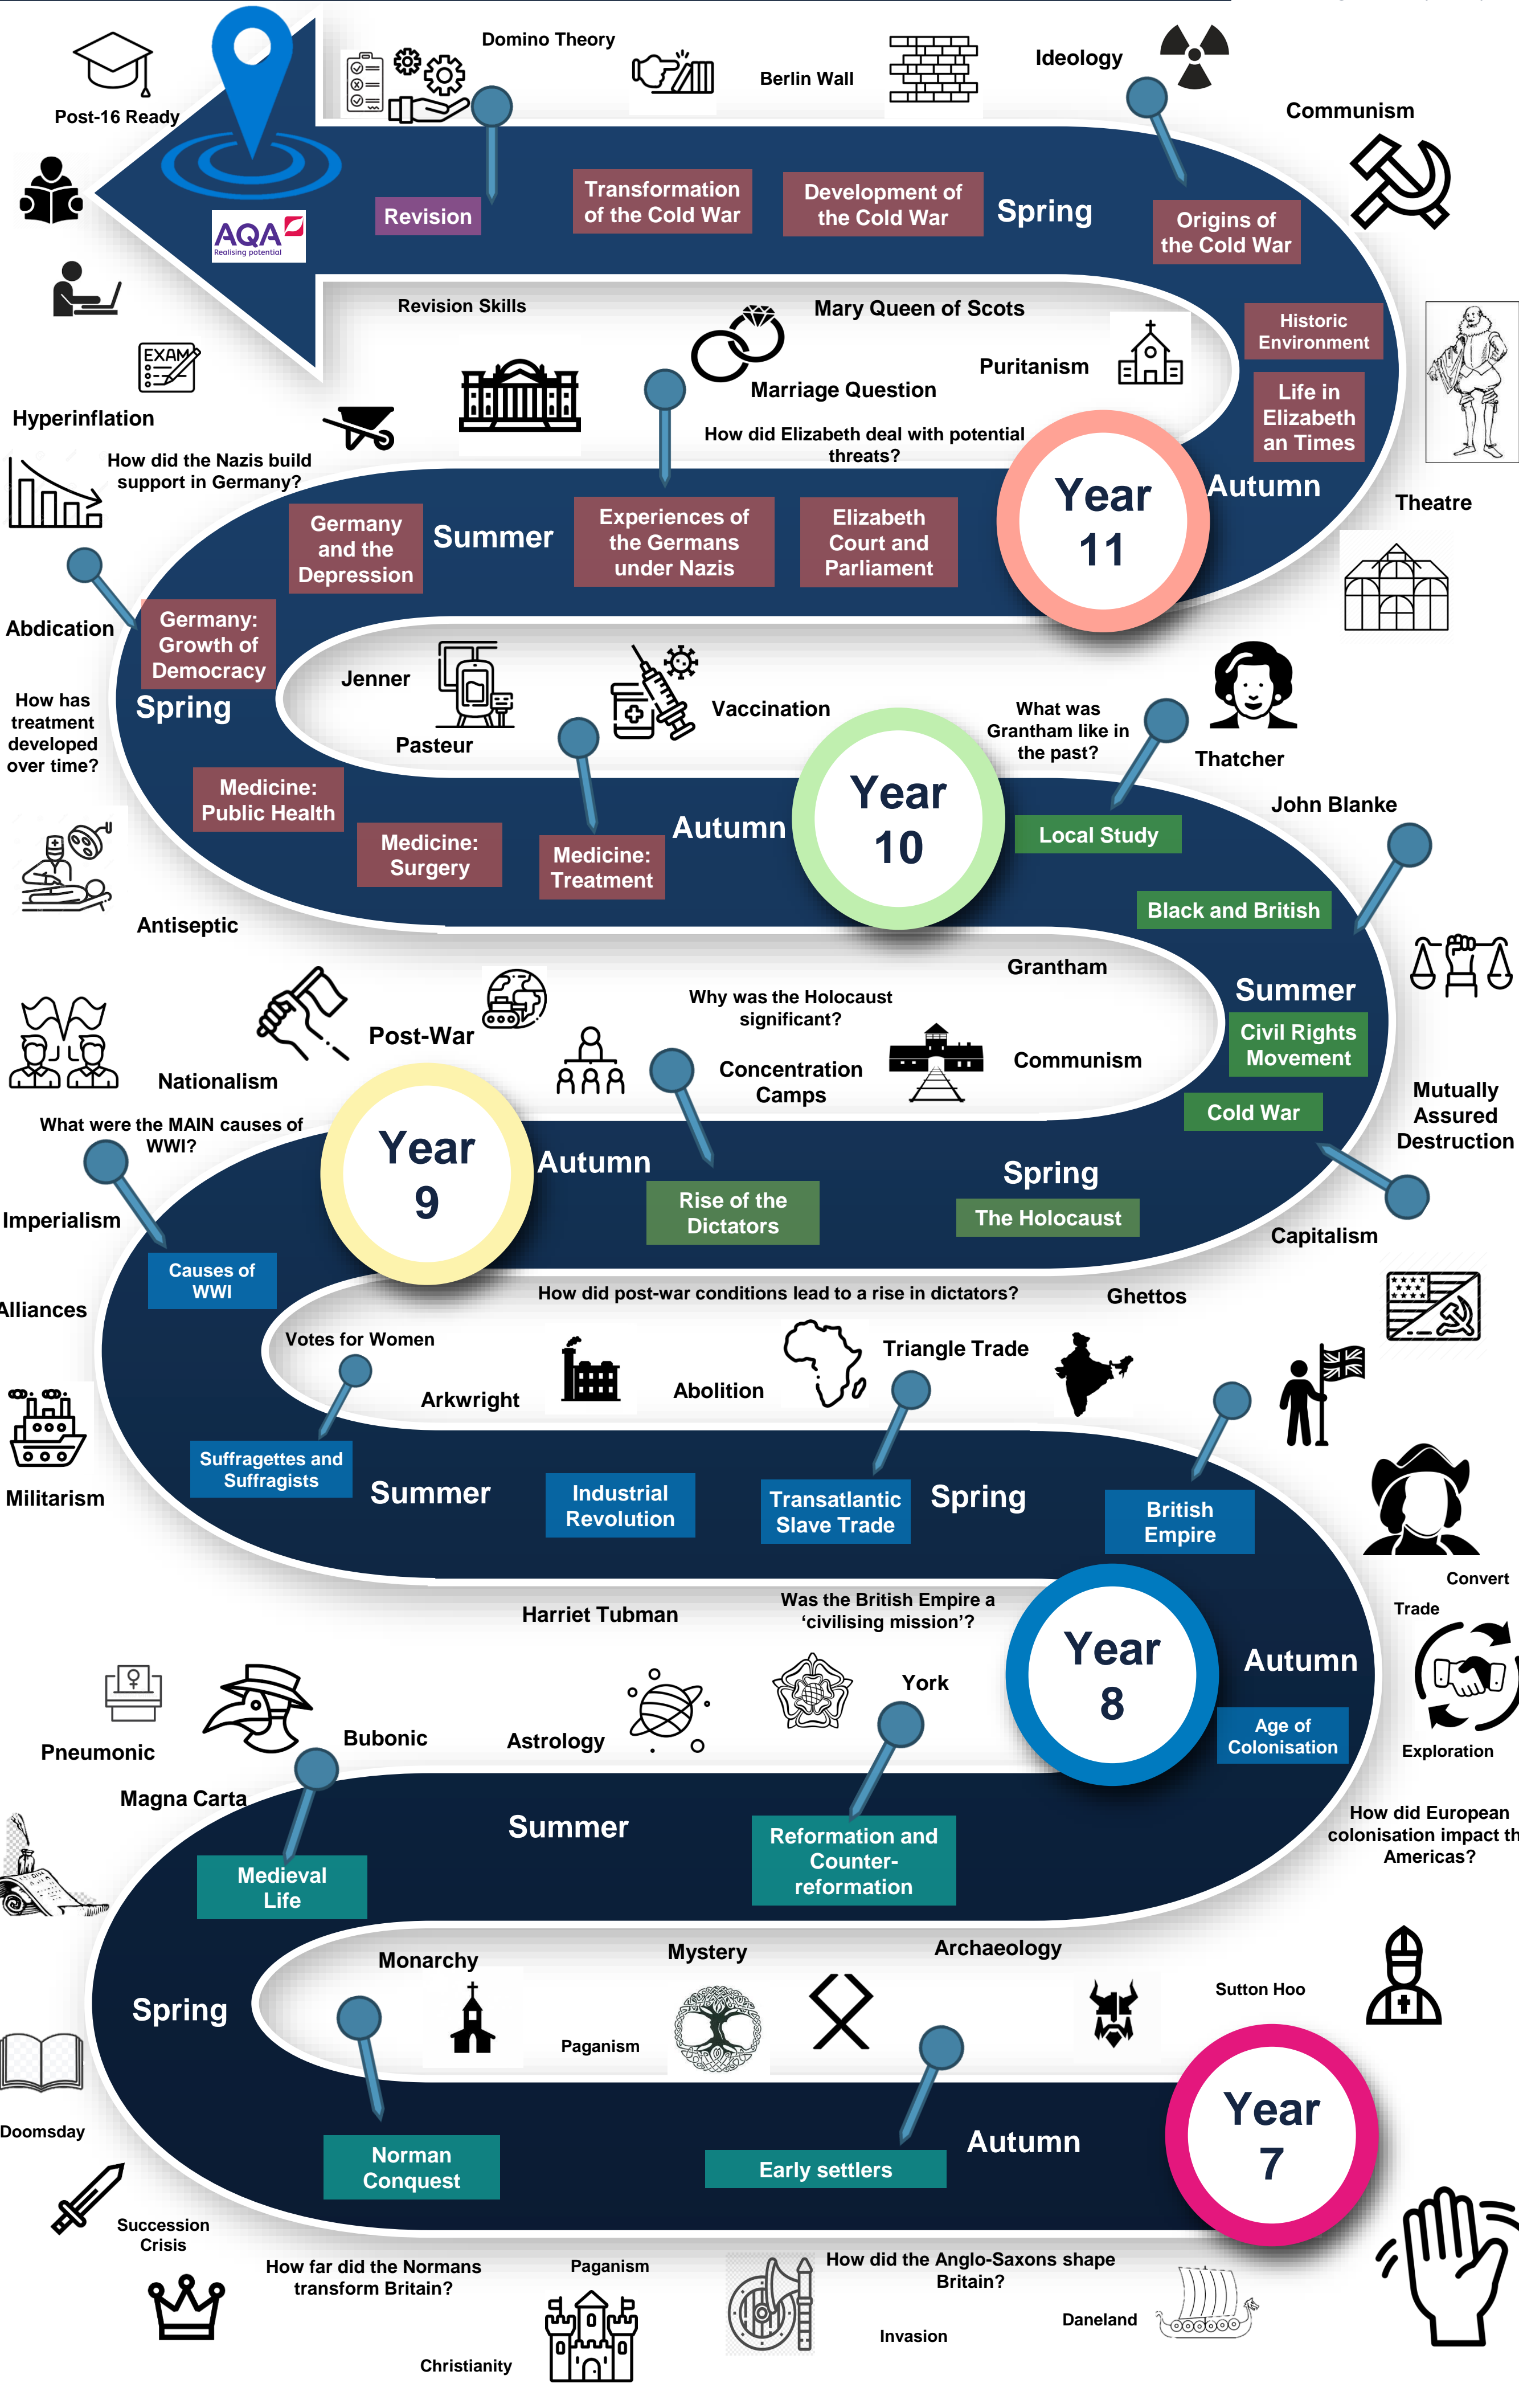 Domino Theory
Berlin Wall
Ideology
Post-16 Ready
Communism
AQA
Realising potential
Revision
Transformation
of the Cold War
Development of
the Cold War
Spring
Origins of
the Cold War
Revision Skills
Mary Queen of Scots
Marriage Question
Puritanism
Historic
Environment
Life in
Elizabeth
an Times
EXAM
Hyperinflation
How did the Nazis build
support in Germany?
How did Elizabeth deal with potential
threats?
Year
11
Autumn
Theatre
Germany
and the
Depression
Summer
Experiences of
the Germans
under Nazis
Elizabeth
Court and
Parliament
Abdication
Germany:
Growth of
Democracy
Spring
How has
treatment
developed
over time?
Jenner
Pasteur
Vaccination
What was
Grantham like in
the past?
Thatcher
Medicine:
Public Health
Medicine:
Surgery
Medicine:
Treatment
Autumn
Year
10
Local Study
John Blanke
Black and British
Antiseptic
Grantham
Summer
Civil Rights
Movement
Cold War
Mutually
Assured
Destruction
Capitalism
Nationalism
Post-War
Why was the Holocaust
significant?
Concentration
Camps
Communism
What were the MAIN causes of
WWI?
Year
9
Autumn
Rise of the
Dictators
Spring
The Holocaust
Imperialism
Causes of
WWI
Alliances
How did post-war conditions lead to a rise in dictators?
Ghettos
Votes for Women
Arkwright
Abolition
Triangle Trade
Militarism
Suffragettes and
Suffragists
Summer
Industrial
Revolution
Transatlantic
Slave Trade
Spring
British
Empire
Convert
Trade
Exploration
Harriet Tubman
Was the British Empire a
‘civilising mission’?
Year
8
Autumn
Age of
Colonisation
How did European
colonisation impact th
Americas?
Pneumonic
Bubonic
Astrology
York
Magna Carta
Medieval
Life
Summer
Reformation and
Counter-
reformation
Monarchy
Mystery
Archaeology
Sutton Hoo
Spring
Paganism
Doomsday
Norman
Conquest
Early settlers
Autumn
Year
7
Succession
Crisis
How far did the Normans
transform Britain?
Paganism
Christianity
How did the Anglo-Saxons shape
Britain?
Invasion
Daneland